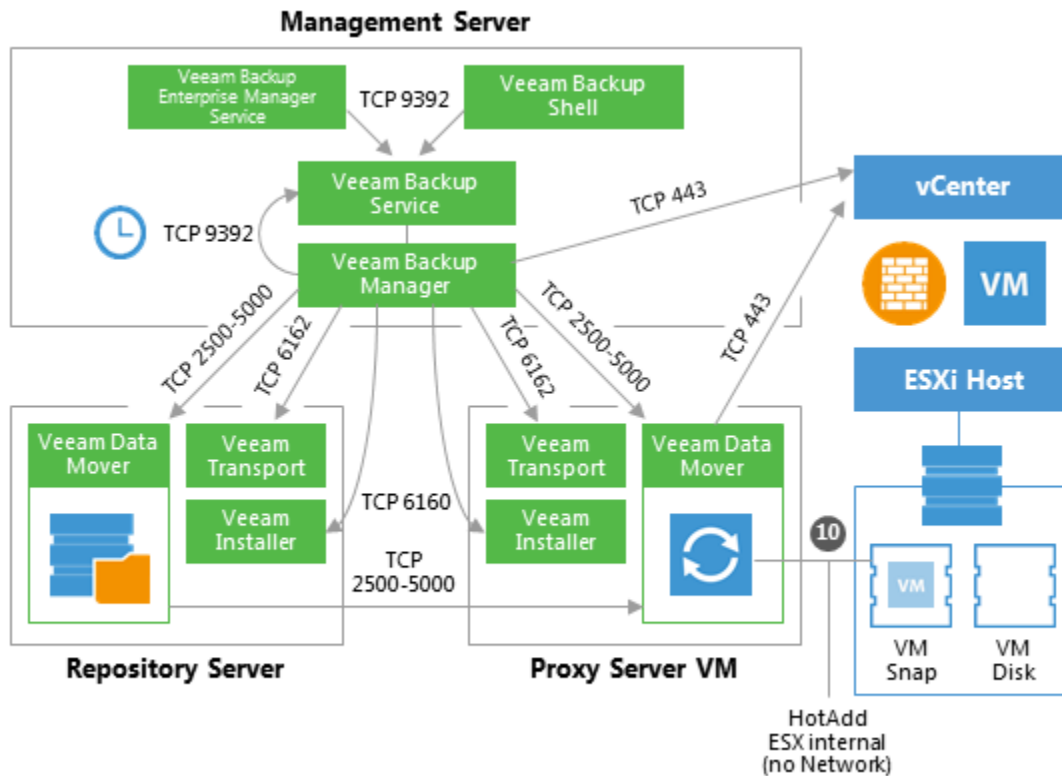 Management Server
Veeam Backup
Enterprise Manager
Service
TCP 9392
Veeam Backup
Shell
Veeam Backup
Service
TCP 9392
Veeam Backup
Manager
TCP 443
vCenter
VM
TCP 2500-5000
TCP 6162
TCP 6162
TCP 2500-5000
TCP 443
ESXi Host
Veeam Data
Mover
Veeam
Transport
Veeam
Installer
TCP 6160
TCP
2500-5000
Veeam
Transport
Veeam
Installer
Veeam Data
Mover
10
VM
VM
Snap
VM
Disk
Repository Server
Proxy Server VM
HotAdd
ESX internal
(no Network)